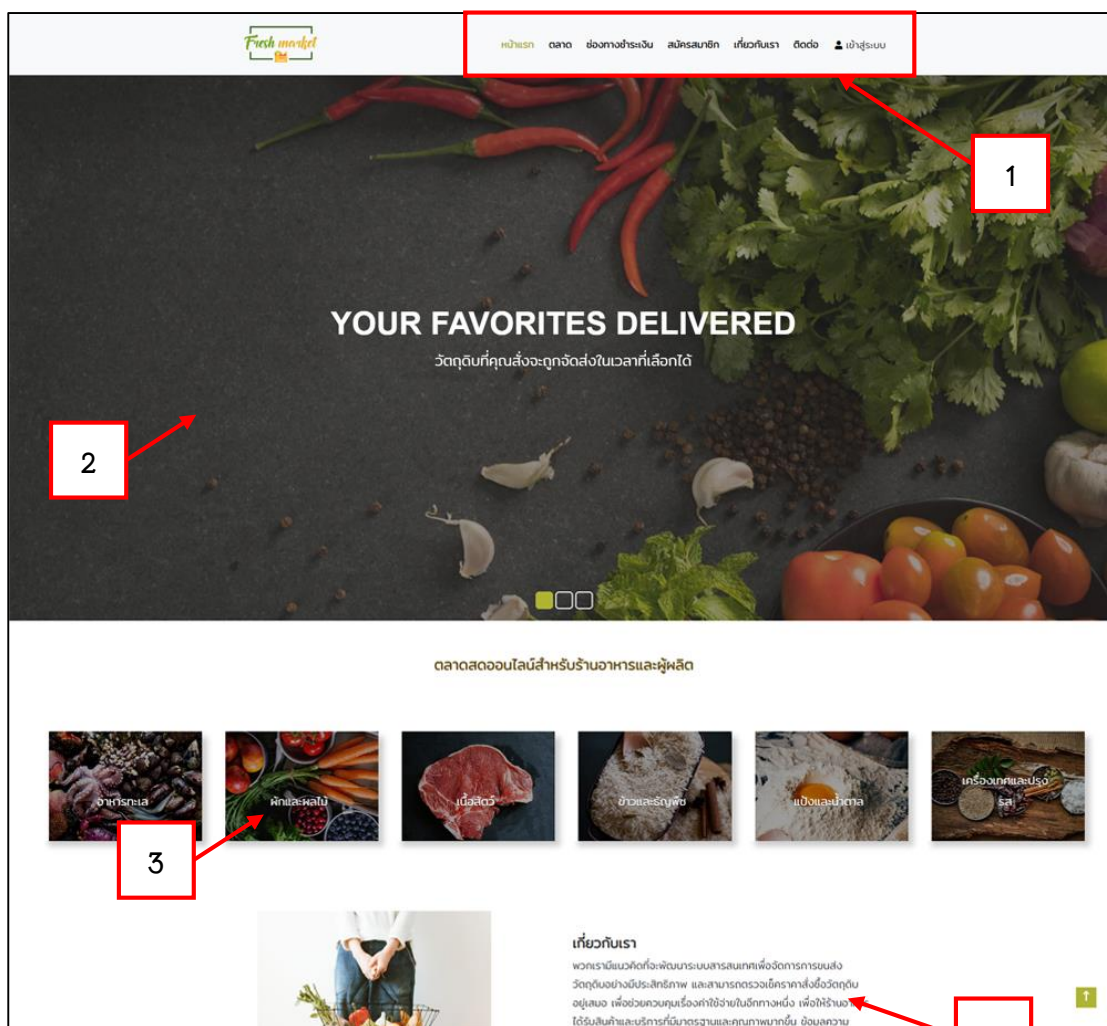 Fresh market
หน้าแรก ตลาด ช่องทางชำระเงิน สมัครสมาชิก เกี่ยวกับเรา ติดต่อ เข้าสู่ระบบ
1
YOUR FAVORITES DELIVERED
วัตถุดิบที่คุณสั่งจะถูกจัดส่งในเวลาที่เลือกได้
2
ตลาดสดออนไลน์สำหรับร้านอาหารและผู้ผลิต
อาหารทะเล
ผักและผลไม้
เนื้อสัตว์
ข้าวและธัญพืช
แป้งและน้ำตาล
เครื่องเทศและปรุง
รส
3
เกี่ยวกับเรา
พวกเรามีแนวคิดที่จะพัฒนาระบบสารสนเทศเพื่อจัดการการขนส่ง
วัตถุดิบอย่างมีประสิทธิภาพ และสามารถตรวจเช็คราคาสั่งซื้อวัตถุดิบ
อยู่เสมอ เพื่อช่วยควบคุมเรื่องค่าใช้จ่ายในอีกทางหนึ่ง เพื่อให้ร้านอาหาร
ได้รับสินค้าและบริการที่มีมาตรฐานและคุณภาพมากขึ้น ข้อมูลความ